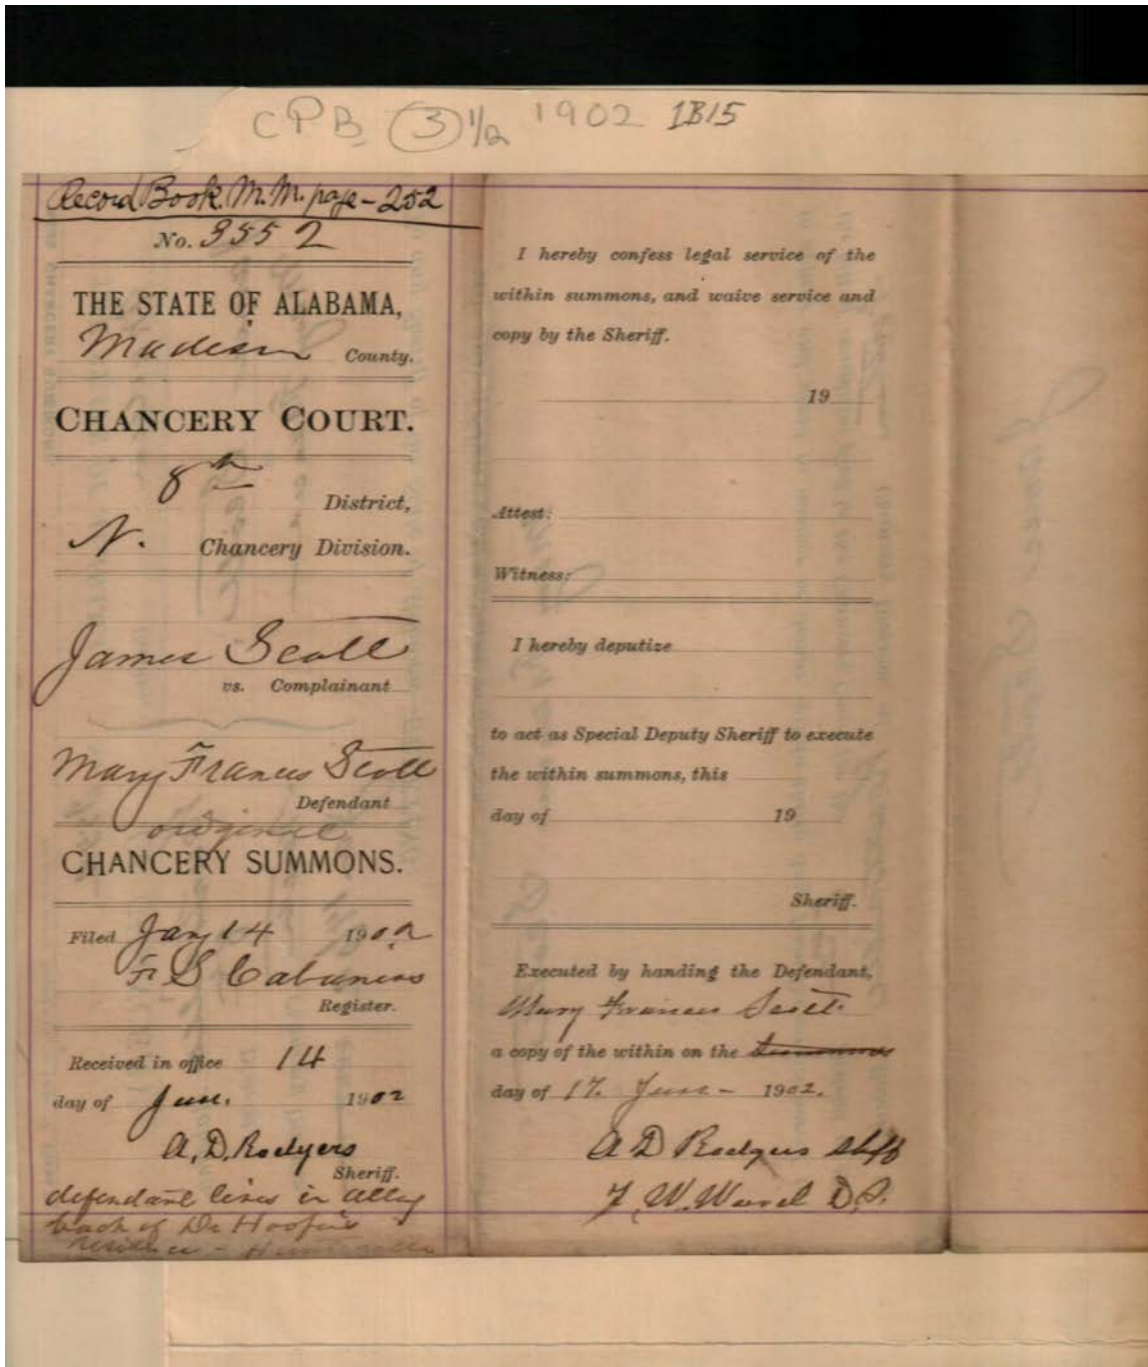 CPB (3) 1/2 1902 1B15
Record Book. M.M. page - 252
No. 3552
THE STATE OF ALABAMA,
Madison County.
CHANCERY COURT.
8th District,
N. Chancery Division.
James Scott
vs. Complainant
Mary Frances Scott
Defendant
original
CHANCERY SUMMONS.
Filed Jany 14 1902
F S Cabaniss
Register.
Received in office 14
day of Jan. 1902
A. D. Rodgers
Sheriff.
defendant lives in alley
back of Dr
residence -
I hereby confess legal service of the
within summons, and waive service and
copy by the Sheriff.
19
Attest:
Witness:
I hereby deputize
to act as Special Deputy Sheriff to execute
the within summons, this
day of 19
Sheriff.
Executed by handing the Defendant,
Mary Frances Scott
a copy of the within on the
day of 17 Jan - 1902.
A D Rodgers Shff
W. Ward D.S.